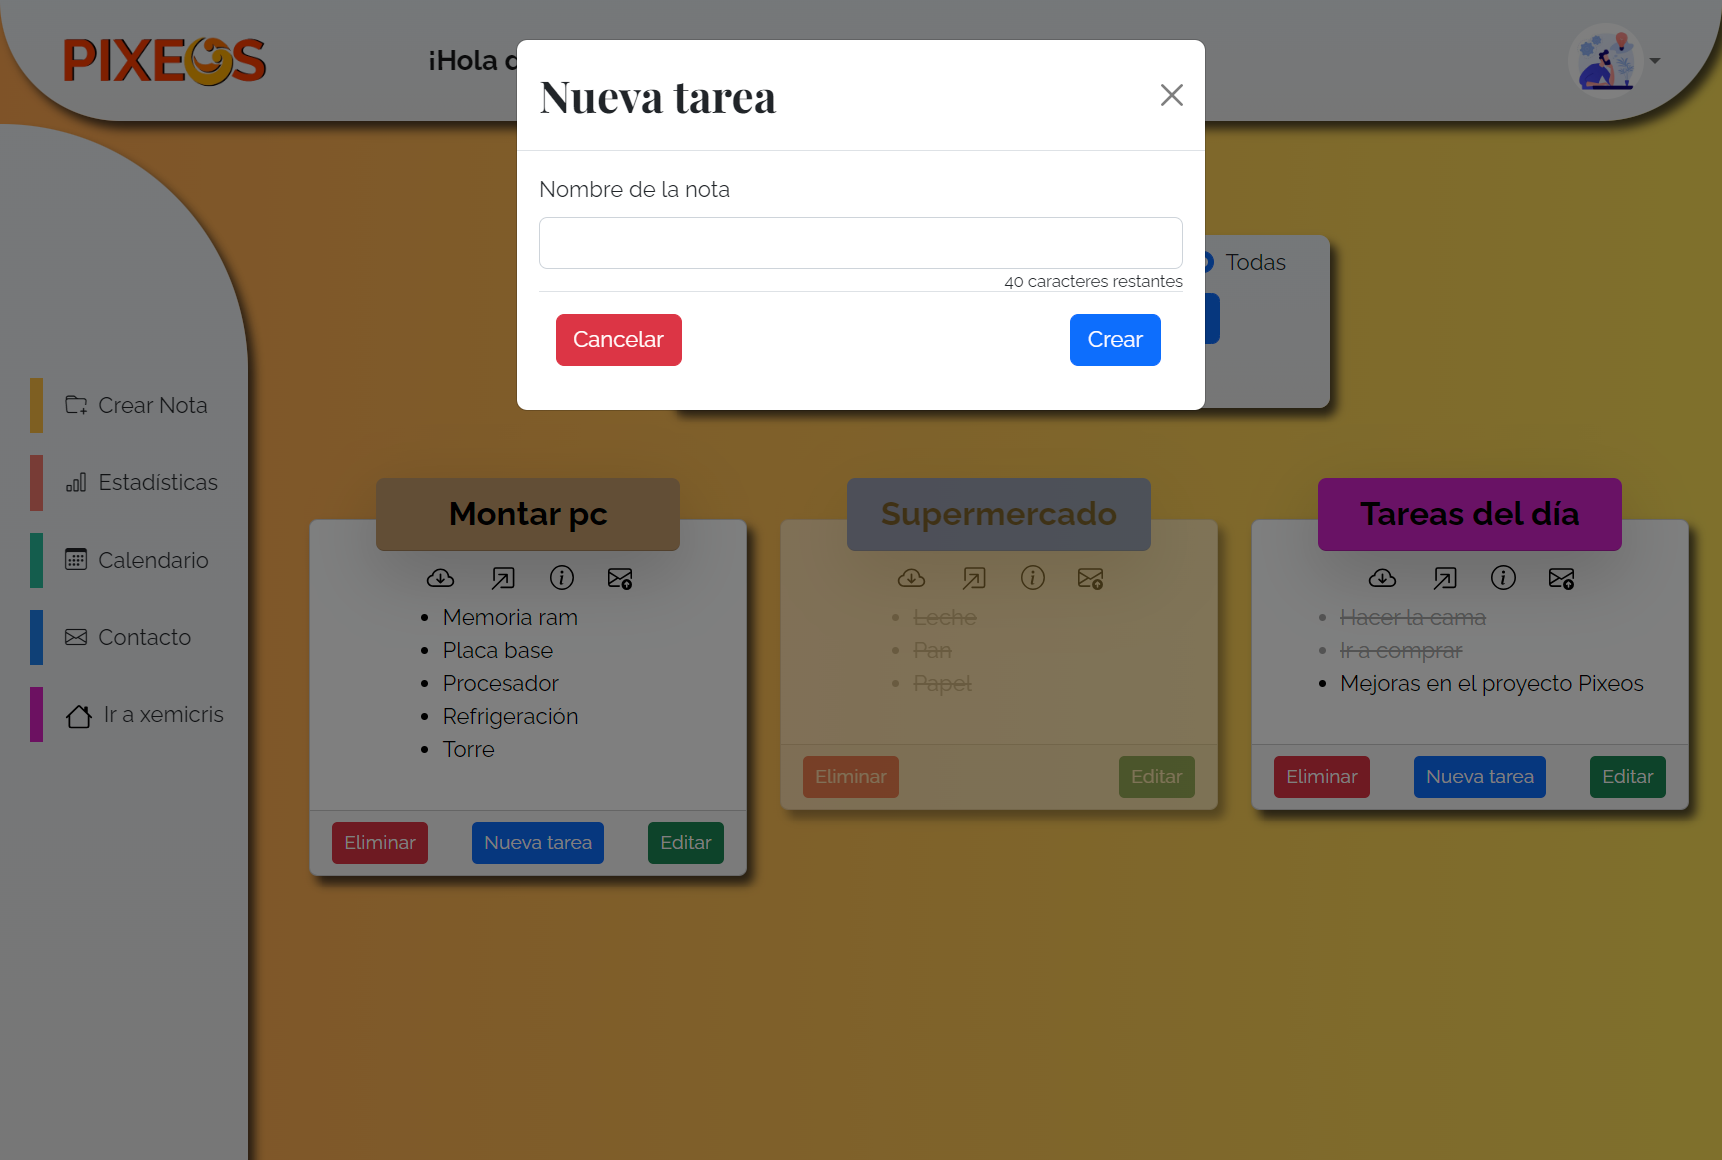 PIXEOS
¡Hola
Nueva tarea
Nombre de la nota
40 caracteres restantes
Cancelar
Crear
Todas
Crear Nota
Estadísticas
Calendario
Contacto
Ir a xemicris
Montar pc
Memoria ram
Placa base
Procesador
Refrigeración
Torre
Eliminar
Nueva tarea
Editar
Supermercado
Leche
Pan
Papel
Eliminar
Editar
Tareas del día
Hacer la cama
Ir a comprar
Mejoras en el proyecto Pixeos
Eliminar
Nueva tarea
Editar